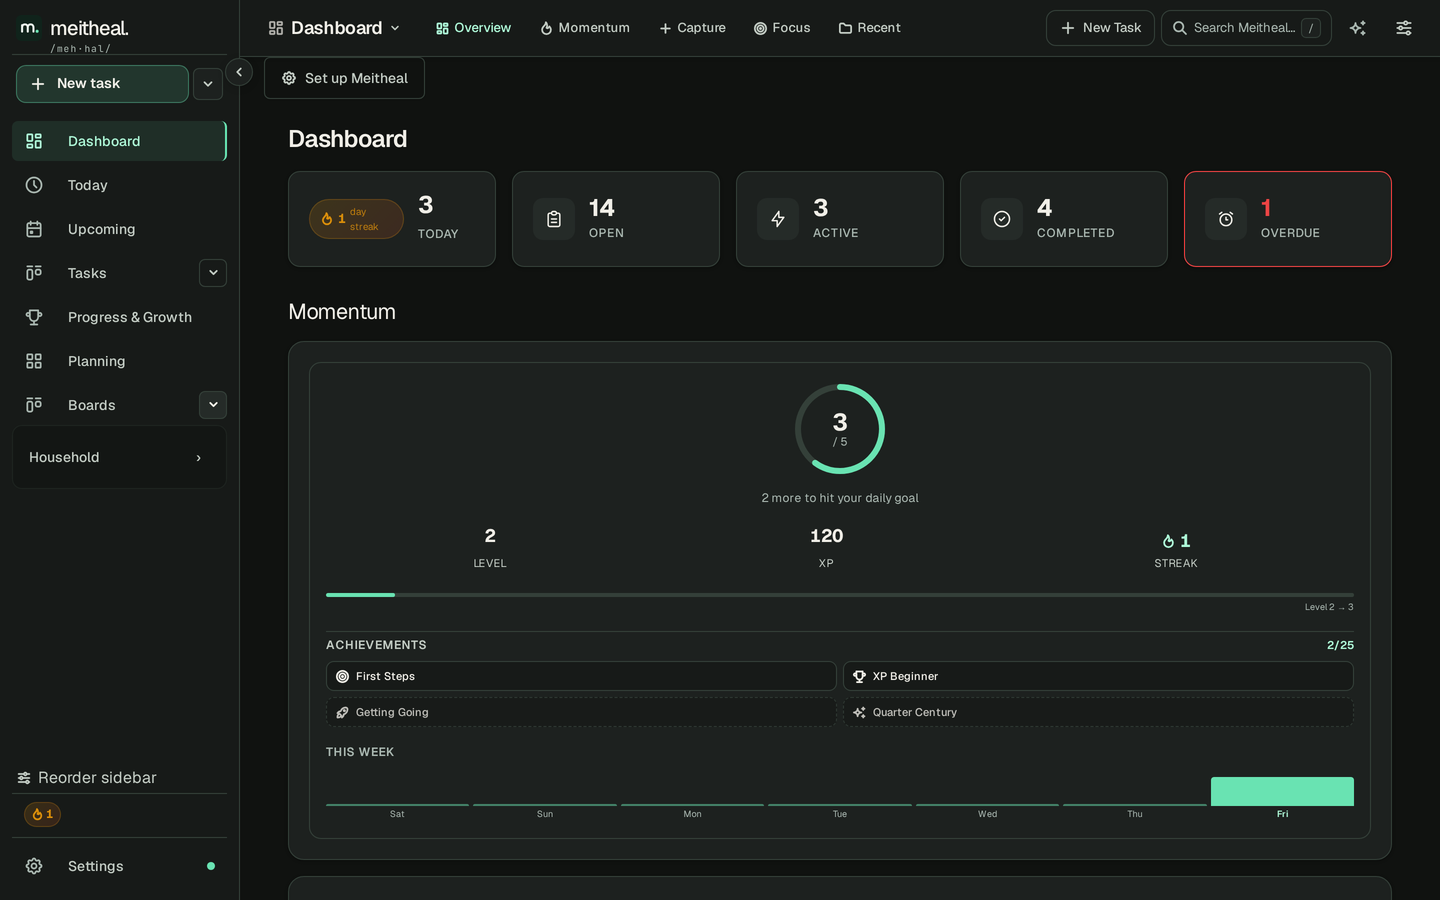 m. meitheal.
/meh·hal/
New task
Dashboard
Today
Upcoming
Tasks
Progress & Growth
Planning
Boards
Household
Reorder sidebar
1
Settings
Dashboard
Overview
Momentum
Capture
Focus
Recent
New Task
Search Meitheal... /
Set up Meitheal
Dashboard
1 day streak
3
TODAY
14
OPEN
3
ACTIVE
4
COMPLETED
1
OVERDUE
Momentum
3
/ 5
2 more to hit your daily goal
2
LEVEL
120
XP
1
STREAK
Level 2 → 3
ACHIEVEMENTS
2/25
First Steps
XP Beginner
Getting Going
Quarter Century
THIS WEEK
Sat Sun Mon Tue Wed Thu Fri